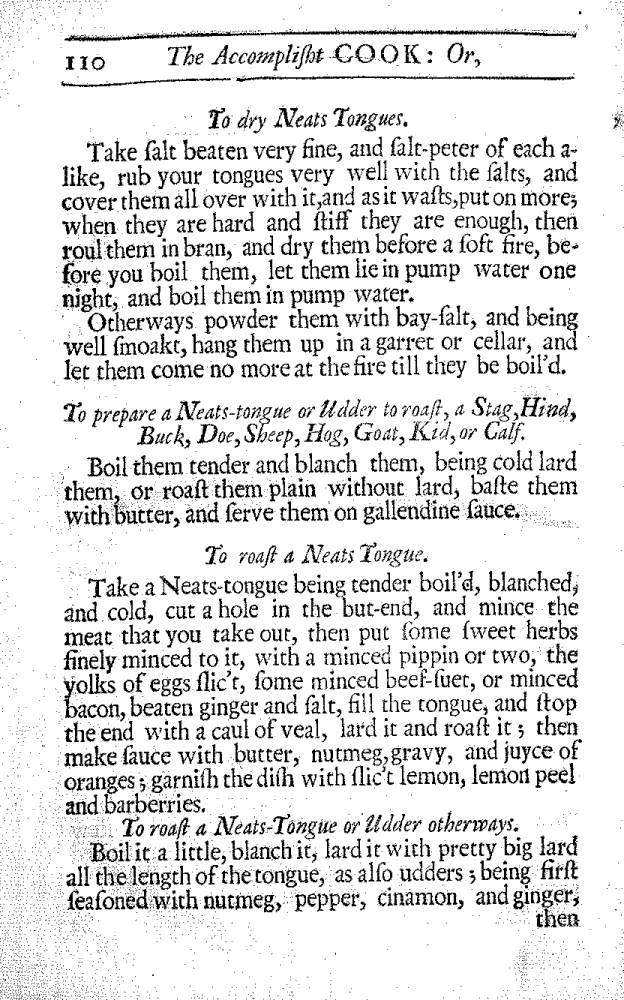 110 The Accompliſht COOK: Or,
To dry Neats Tongues.
Take ſalt beaten very fine, and ſalt-peter of each a-
like, rub your tongues very well with the ſalts, and
cover them all over with it,and as it waſts,put on more;
when they are hard and ſtiff they are enough, then
roul them in bran, and dry them before a ſoft fire, be-
fore you boil them, let them lie in pump water one
night, and boil them in pump water.
Otherways powder them with bay-ſalt, and being
well ſmoakt, hang them up in a garret or cellar, and
let them come no more at the fire till they be boil'd.
To prepare a Neats-tongue or Udder to roaſt, a Stag,Hind,
Buck, Doe, Sheep, Hog, Goat, Kid, or Calf.
Boil them tender and blanch them, being cold lard
them, or roaſt them plain without lard, baſte them
with butter, and ſerve them on gallendine ſauce.
To roaſt a Neats Tongue.
Take a Neats-tongue being tender boil'd, blanched,
and cold, cut a hole in the but-end, and mince the
meat that you take out, then put ſome ſweet herbs
finely minced to it, with a minced pippin or two, the
yolks of eggs ſlic't, ſome minced beef-ſuet, or minced
bacon, beaten ginger and ſalt, fill the tongue, and ſtop
the end with a caul of veal, lard it and roaſt it; then
make ſauce with butter, nutmeg,gravy, and juyce of
oranges; garniſh the diſh with ſlic't lemon, lemon peel
and barberries.
To roaſt a Neats-Tongue or Udder otherways.
Boil it a little, blanch it, lard it with pretty big lard
all the length of the tongue, as alſo udders; being firſt
ſeaſoned with nutmeg, pepper, cinamon, and ginger,
then